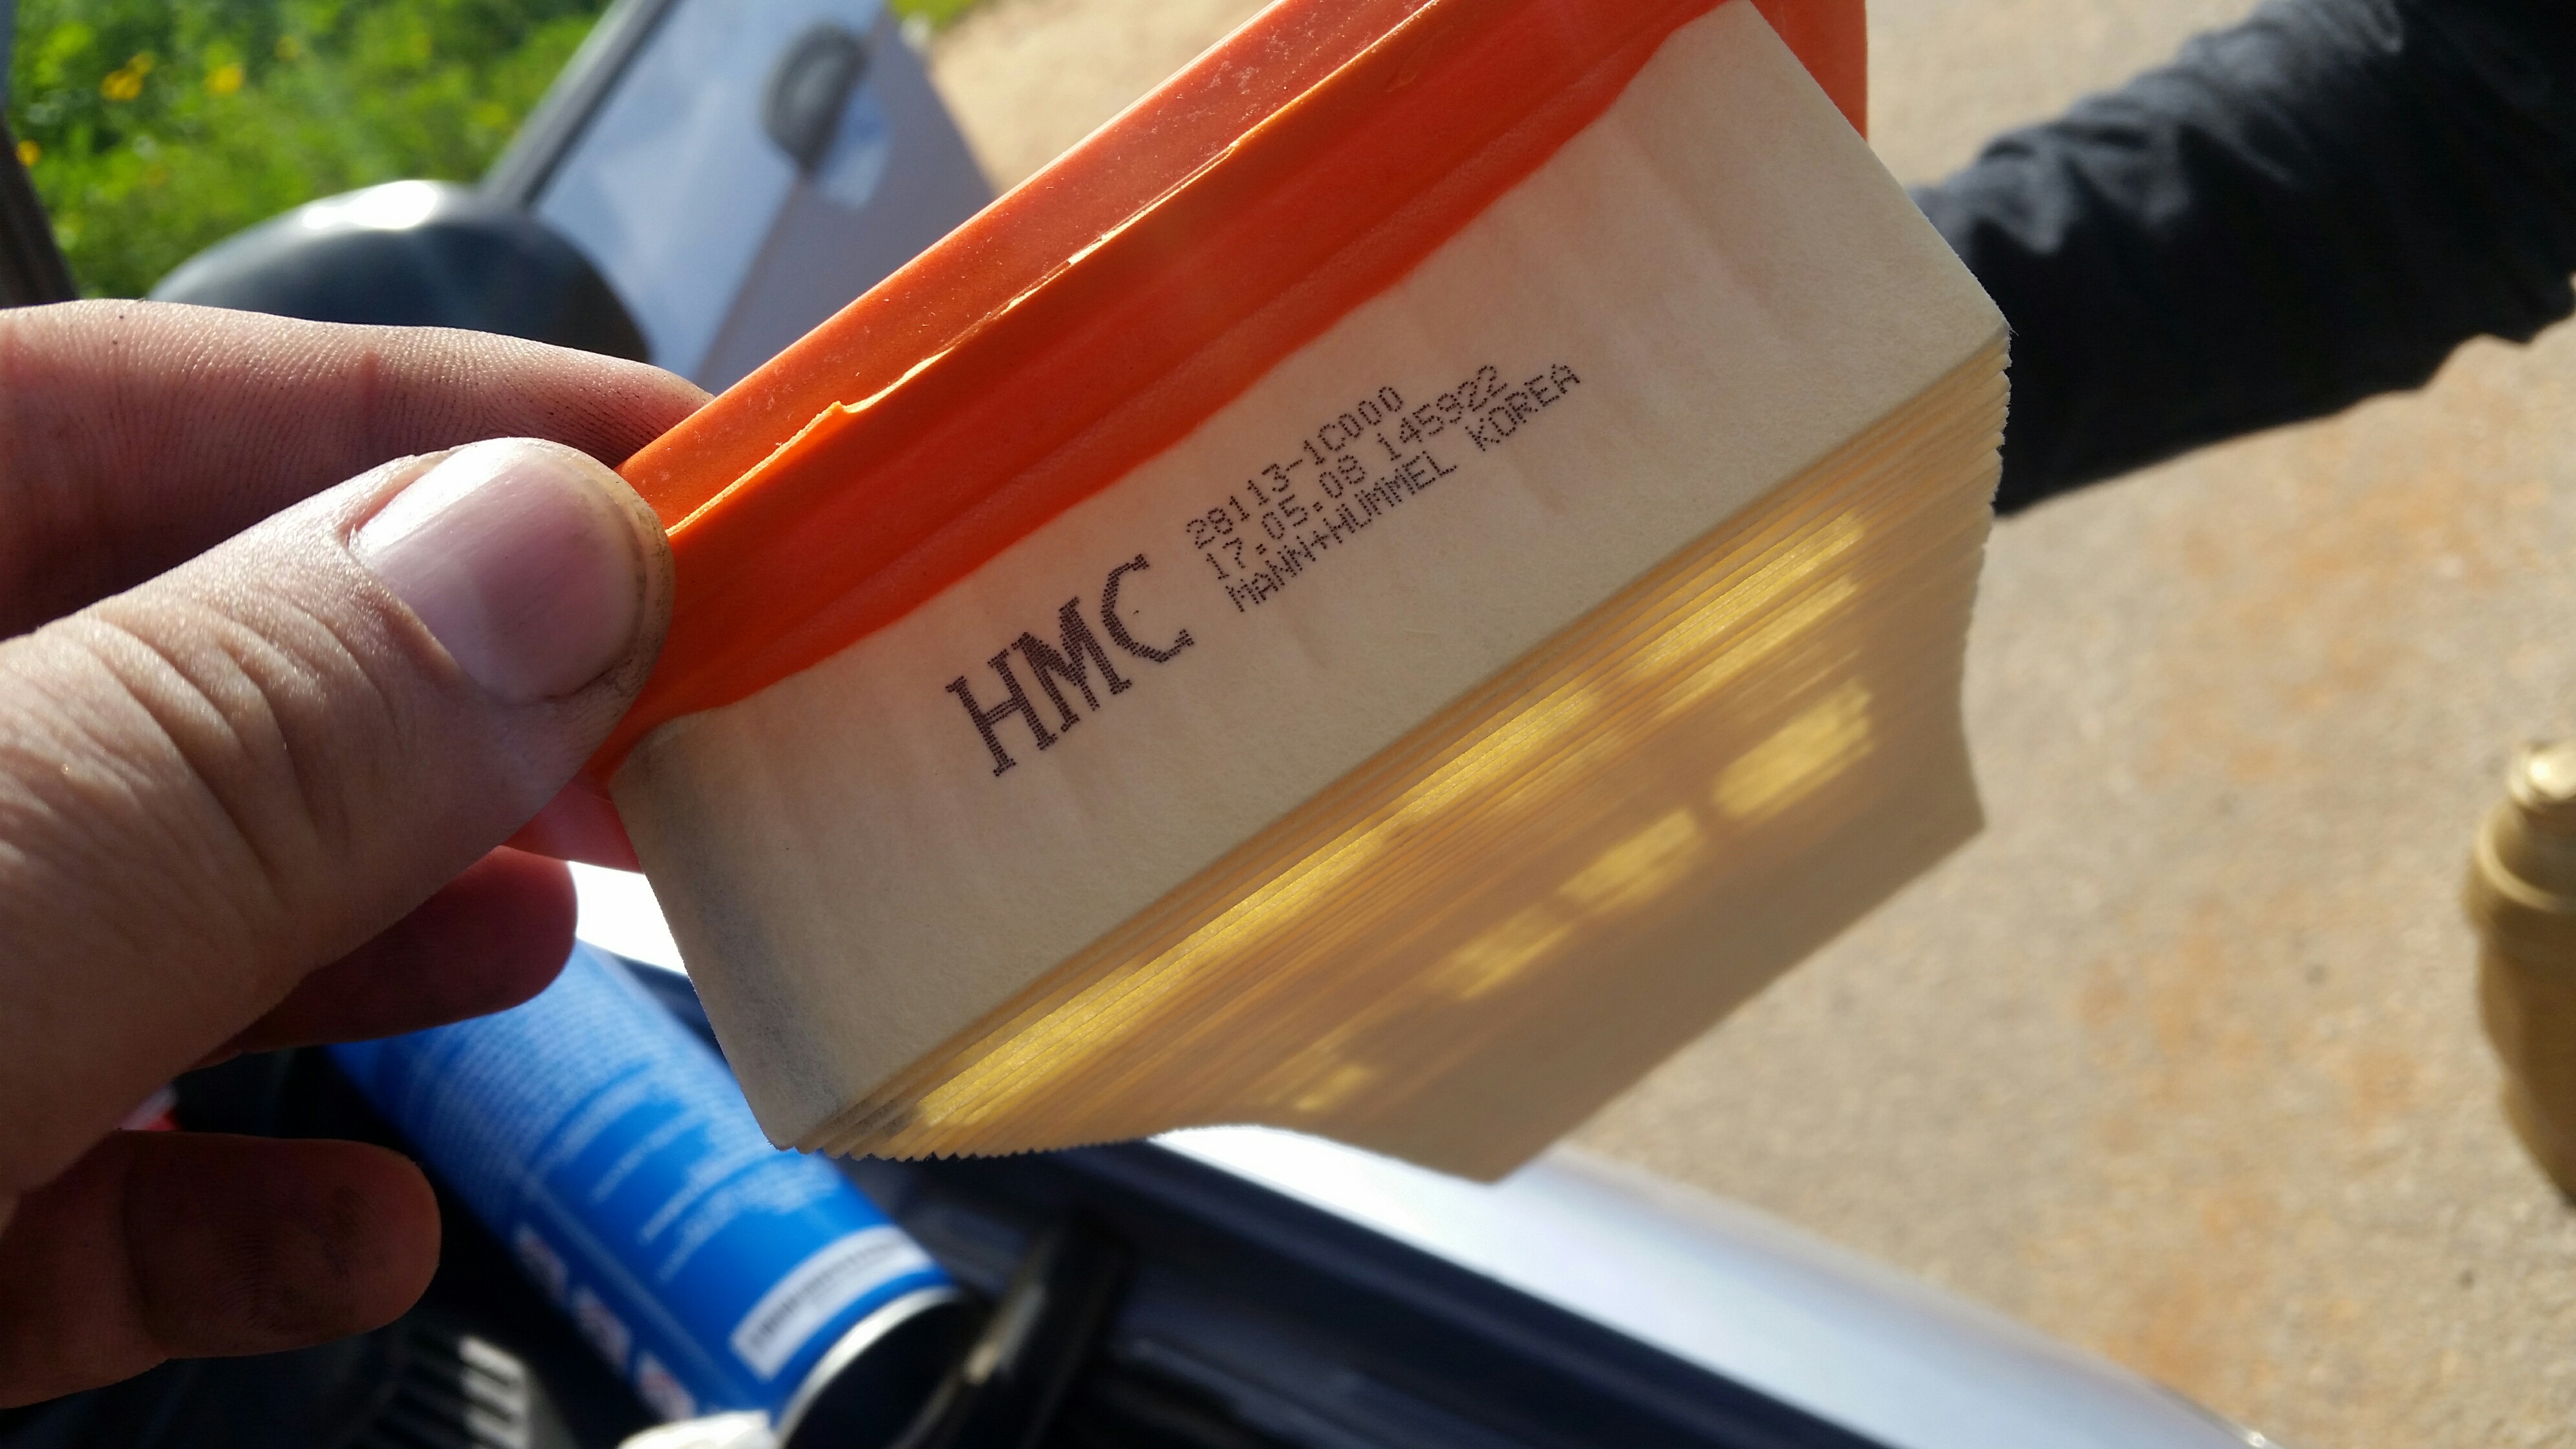 HMC
28113-1C000
17.05.08 145922
MANN+HUMMEL KOREA